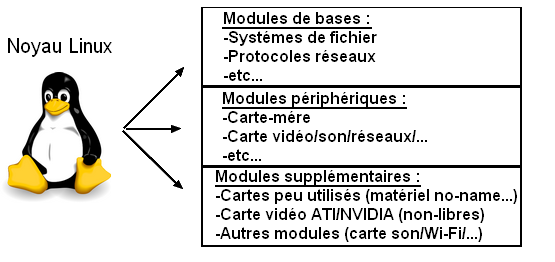 Noyau Linux
Modules de bases :
-Systémes de fichier
-Protocoles réseaux
-etc...
Modules périphériques :
-Carte-mére
-Carte vidéo/son/réseaux/...
-etc...
Modules supplémentaires :
-Cartes peu utilisés (matériel no-name...)
-Carte vidéo ATI/NVIDIA (non-libres)
-Autres modules (carte son/Wi-Fi/...)